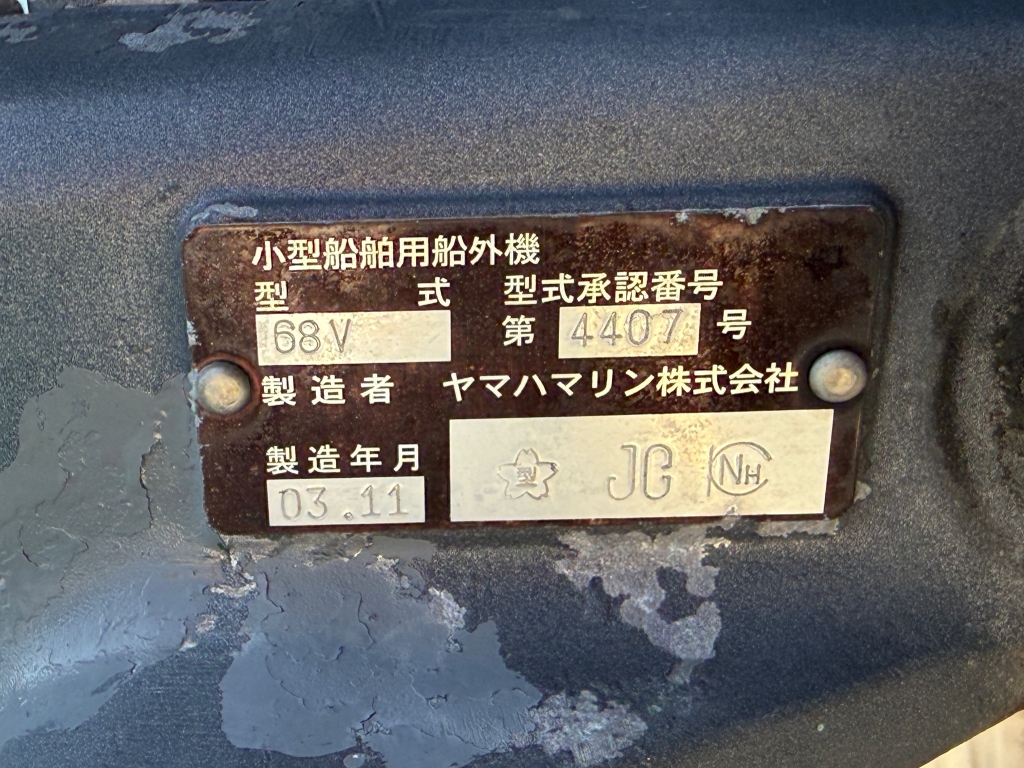 小型船舶用船外機
型 式 型式承認番号
68V 第 4407 号
製造者 ヤマハマリン株式会社
製造年月 型 JG NH
03.11